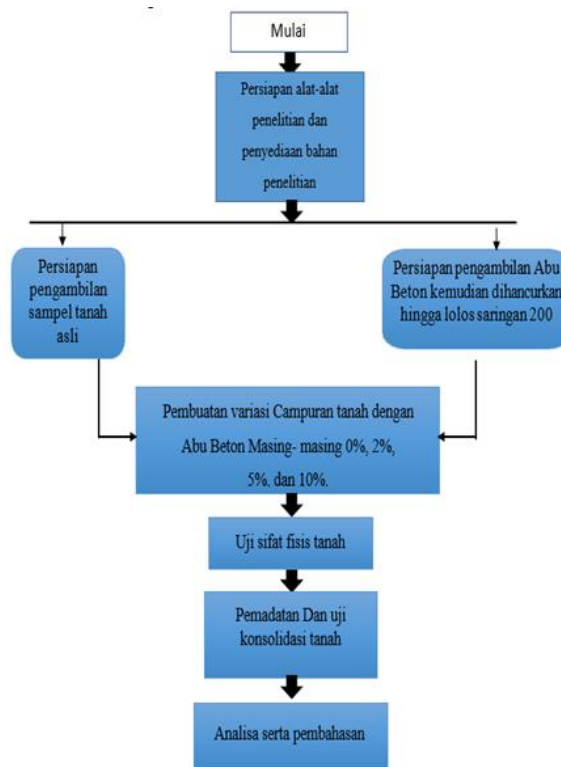 Mulai
Persiapan alat-alat
penelitian dan
penyediaan bahan
penelitian
Persiapan
pengambilan
sampel tanah
asli
Persiapan pengambilan Abu
Beton kemudian dihancurkan
hingga lolos saringan 200
Pembuatan variasi Campuran tanah dengan
Abu Beton Masing- masing 0%, 2%,
5%. dan 10%.
Uji sifat fisis tanah
Pemadatan Dan uji
konsolidasi tanah
Analisa serta pembahasan